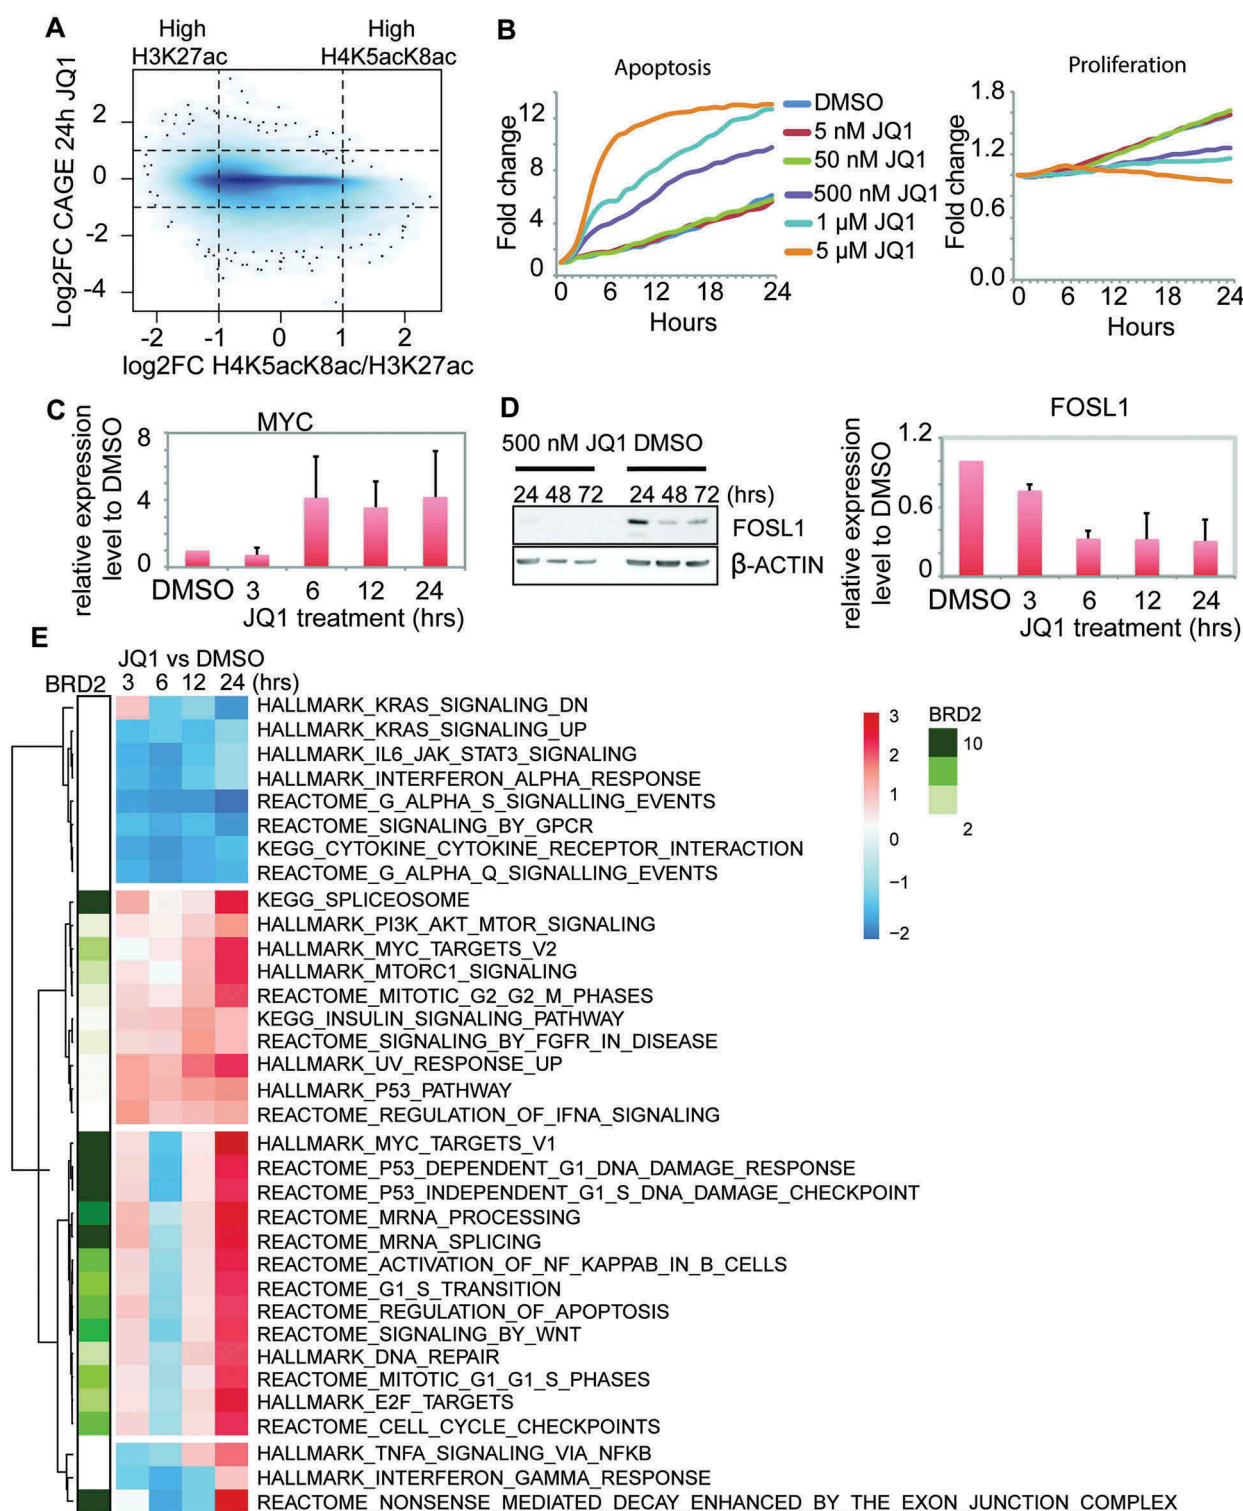 A
High High
H3K27ac H4K5acK8ac
Log2FC CAGE 24h JQ1
2
0
-2
-4
-2 -1 0 1 2
log2FC H4K5acK8ac/H3K27ac
B
Apoptosis
Fold change
12
8
4
0
0 6 12 18 24
Hours
DMSO
5 nM JQ1
50 nM JQ1
500 nM JQ1
1 µM JQ1
5 µM JQ1
Proliferation
Fold change
1.8
1.2
0.6
0.0
0 6 12 18 24
Hours
C
MYC
relative expression
level to DMSO
8
4
0
DMSO 3 6 12 24
JQ1 treatment (hrs)
D
500 nM JQ1 DMSO
24 48 72 24 48 72 (hrs)
FOSL1
β-ACTIN
FOSL1
relative expression
level to DMSO
1.2
0.6
0
DMSO 3 6 12 24
JQ1 treatment (hrs)
E
JQ1 vs DMSO
BRD2 3 6 12 24 (hrs)
HALLMARK_KRAS_SIGNALING_DN
HALLMARK_KRAS_SIGNALING_UP
HALLMARK_IL6_JAK_STAT3_SIGNALING
HALLMARK_INTERFERON_ALPHA_RESPONSE
REACTOME_G_ALPHA_S_SIGNALLING_EVENTS
REACTOME_SIGNALING_BY_GPCR
KEGG_CYTOKINE_CYTOKINE_RECEPTOR_INTERACTION
REACTOME_G_ALPHA_Q_SIGNALLING_EVENTS
KEGG_SPLICEOSOME
HALLMARK_PI3K_AKT_MTOR_SIGNALING
HALLMARK_MYC_TARGETS_V2
HALLMARK_MTORC1_SIGNALING
REACTOME_MITOTIC_G2_G2_M_PHASES
KEGG_INSULIN_SIGNALING_PATHWAY
REACTOME_SIGNALING_BY_FGFR_IN_DISEASE
HALLMARK_UV_RESPONSE_UP
HALLMARK_P53_PATHWAY
REACTOME_REGULATION_OF_IFNA_SIGNALING
HALLMARK_MYC_TARGETS_V1
REACTOME_P53_DEPENDENT_G1_DNA_DAMAGE_RESPONSE
REACTOME_P53_INDEPENDENT_G1_S_DNA_DAMAGE_CHECKPOINT
REACTOME_MRNA_PROCESSING
REACTOME_MRNA_SPLICING
REACTOME_ACTIVATION_OF_NF_KAPPAB_IN_B_CELLS
REACTOME_G1_S_TRANSITION
REACTOME_REGULATION_OF_APOPTOSIS
REACTOME_SIGNALING_BY_WNT
HALLMARK_DNA_REPAIR
REACTOME_MITOTIC_G1_G1_S_PHASES
HALLMARK_E2F_TARGETS
REACTOME_CELL_CYCLE_CHECKPOINTS
HALLMARK_TNFA_SIGNALING_VIA_NFKB
HALLMARK_INTERFERON_GAMMA_RESPONSE
REACTOME_NONSENSE_MEDIATED_DECAY_ENHANCED_BY_THE_EXON_JUNCTION_COMPLEX
3
2
1
0
−1
−2
BRD2
10
2